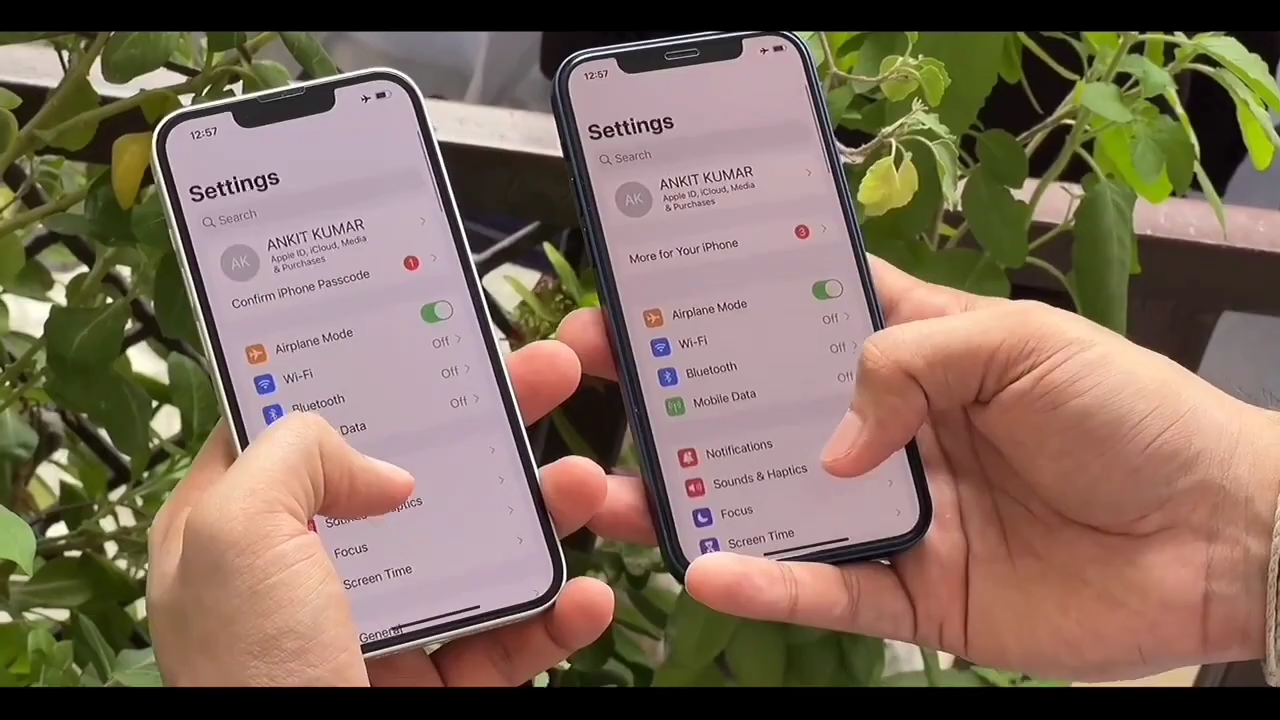 12:57
Settings
Search
AK
ANKIT KUMAR
Apple ID, iCloud, Media
& Purchases
Confirm iPhone Passcode
1
Airplane Mode
Wi-Fi
Off
Bluetooth
Off
Data
Off
Focus
Screen Time
General
12:57
Settings
Search
AK
ANKIT KUMAR
Apple ID, iCloud, Media
& Purchases
More for Your iPhone
3
Airplane Mode
Wi-Fi
Off
Bluetooth
Off
Mobile Data
Off
Notifications
Sounds & Haptics
Focus
Screen Time